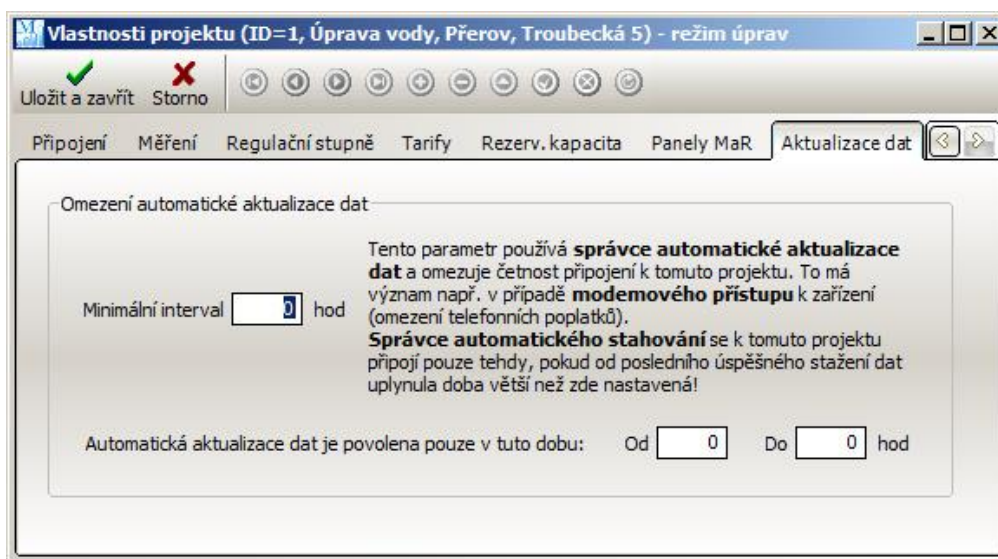 Vlastnosti projektu (ID=1, Úprava vody, Přerov, Troubecká 5) - režim úprav
Uložit a zavřít Storno
Připojení Měření Regulační stupně Tarify Rezerv. kapacita Panely MaR Aktualizace dat
Omezení automatické aktualizace dat
Tento parametr používá správce automatické aktualizace
dat a omezuje četnost připojení k tomuto projektu. To má
význam např. v případě modemového přístupu k zařízení
(omezení telefonních poplatků).
Správce automatického stahování se k tomuto projektu
připojí pouze tehdy, pokud od posledního úspěšného stažení dat
uplynula doba větší než zde nastavená!
Minimální interval 0 hod
Automatická aktualizace dat je povolena pouze v tuto dobu: Od 0 Do 0 hod